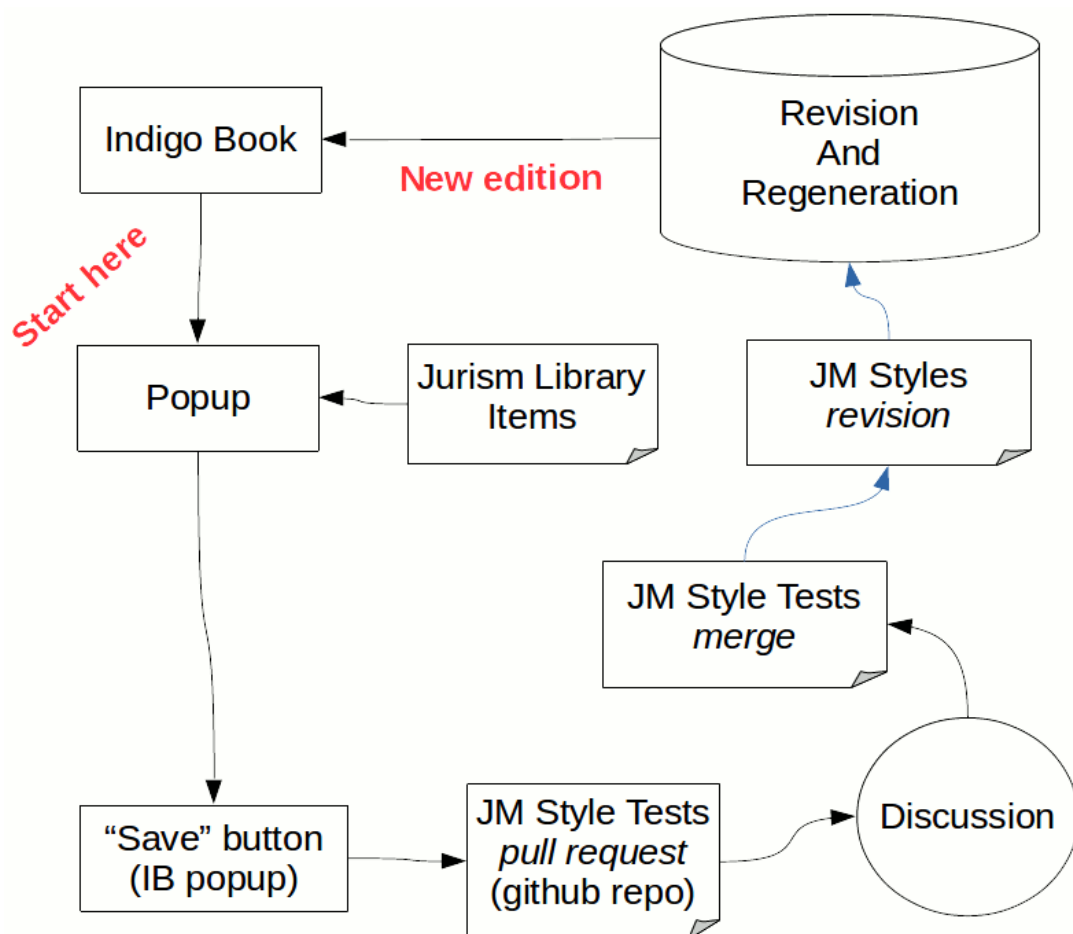 Revision
And
Regeneration
Indigo Book
New edition
Start here
Popup
Jurism Library
Items
JM Styles
revision
JM Style Tests
merge
“Save” button
(IB popup)
JM Style Tests
pull request
(github repo)
Discussion